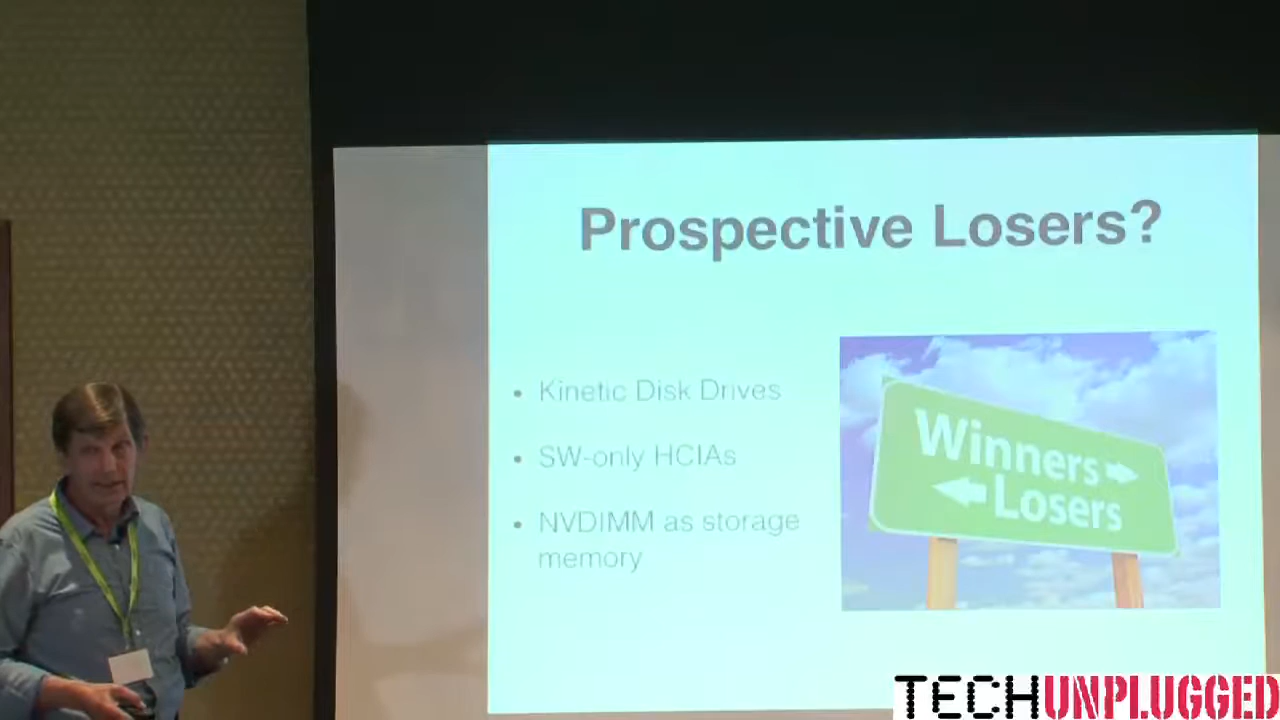 Prospective Losers?
• Kinetic Disk Drives
• SW-only HCIAs
• NVDIMM as storage
memory
Winners
Losers
TECHUNPLUGGED